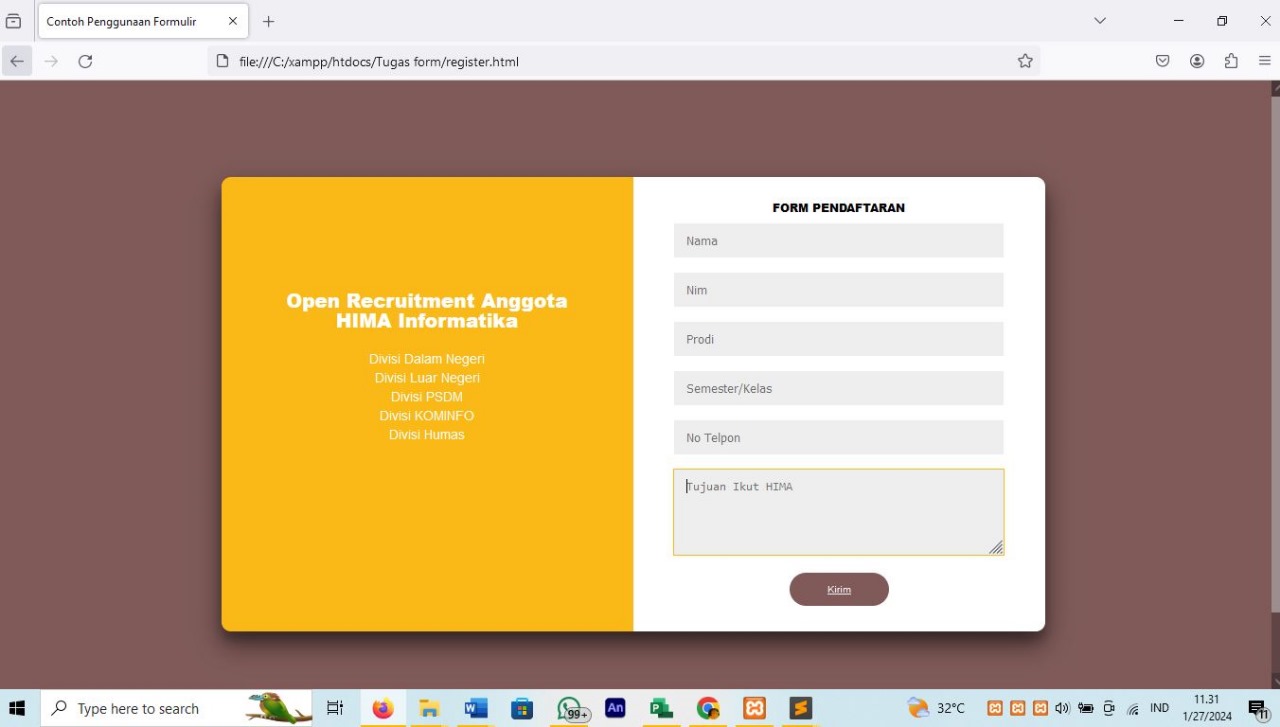 Contoh Penggunaan Formulir
file:///C:/xampp/htdocs/Tugas form/register.html
Open Recruitment Anggota
HIMA Informatika
Divisi Dalam Negeri
Divisi Luar Negeri
Divisi PSDM
Divisi KOMINFO
Divisi Humas
FORM PENDAFTARAN
Nama
Nim
Prodi
Semester/Kelas
No Telpon
Tujuan Ikut HIMA
Kirim
Type here to search
99+
An
32°C
IND
11.31
1/27/2024